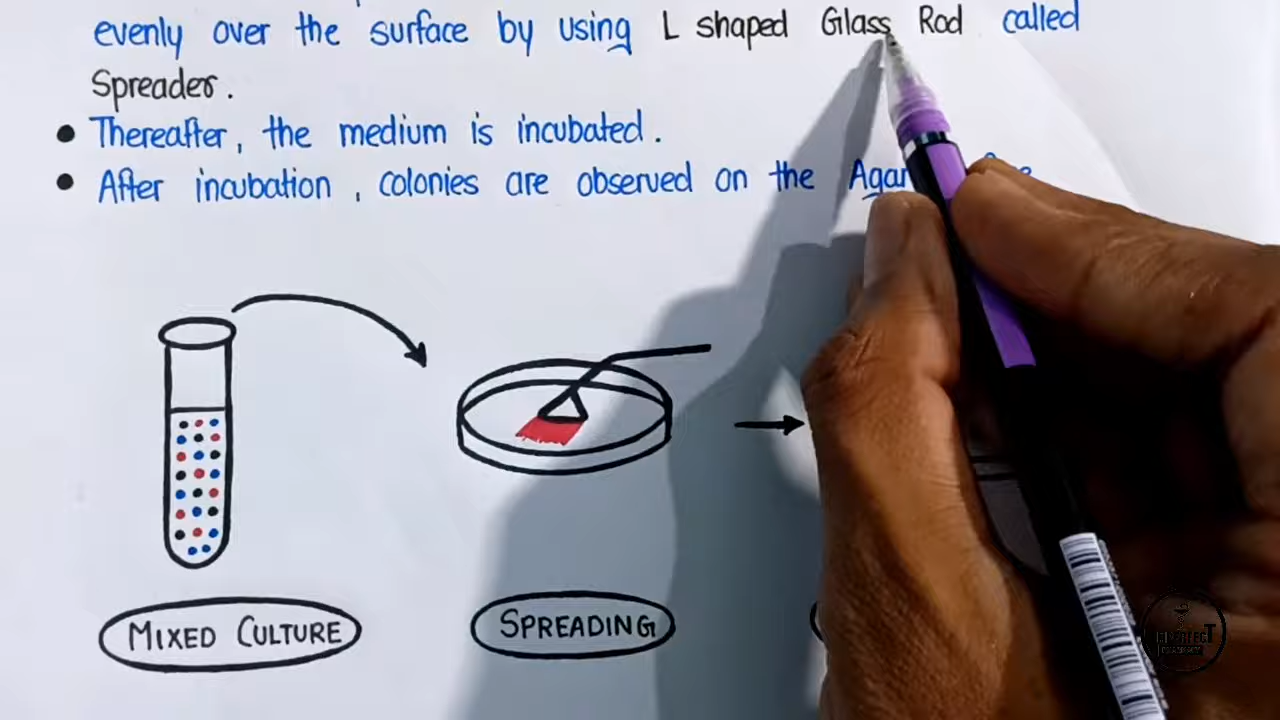 evenly over the surface by using L shaped Glass Rod called
Spreader.
Thereafter, the medium is incubated.
After incubation, colonies are observed on the Agar
MIXED CULTURE
SPREADING